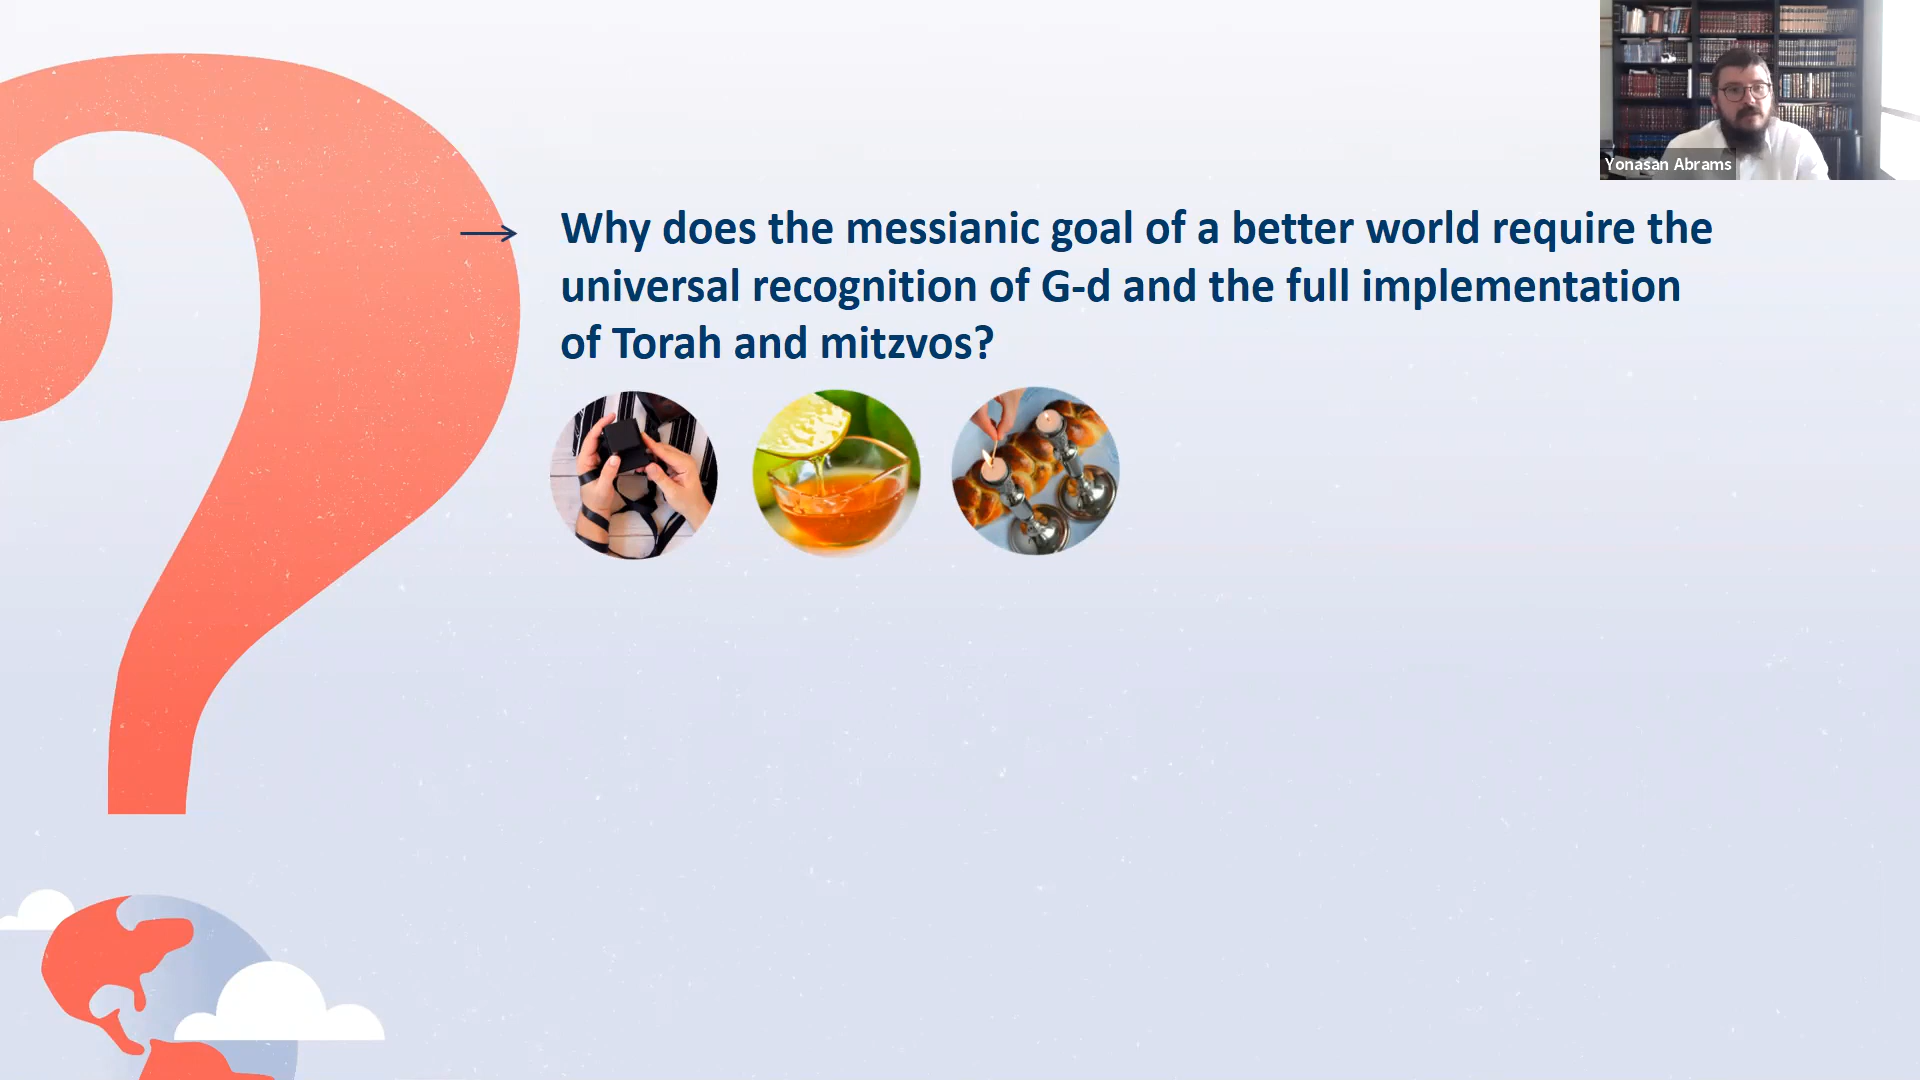 Yonasan Abrams
Why does the messianic goal of a better world require the
universal recognition of G-d and the full implementation
of Torah and mitzvos?